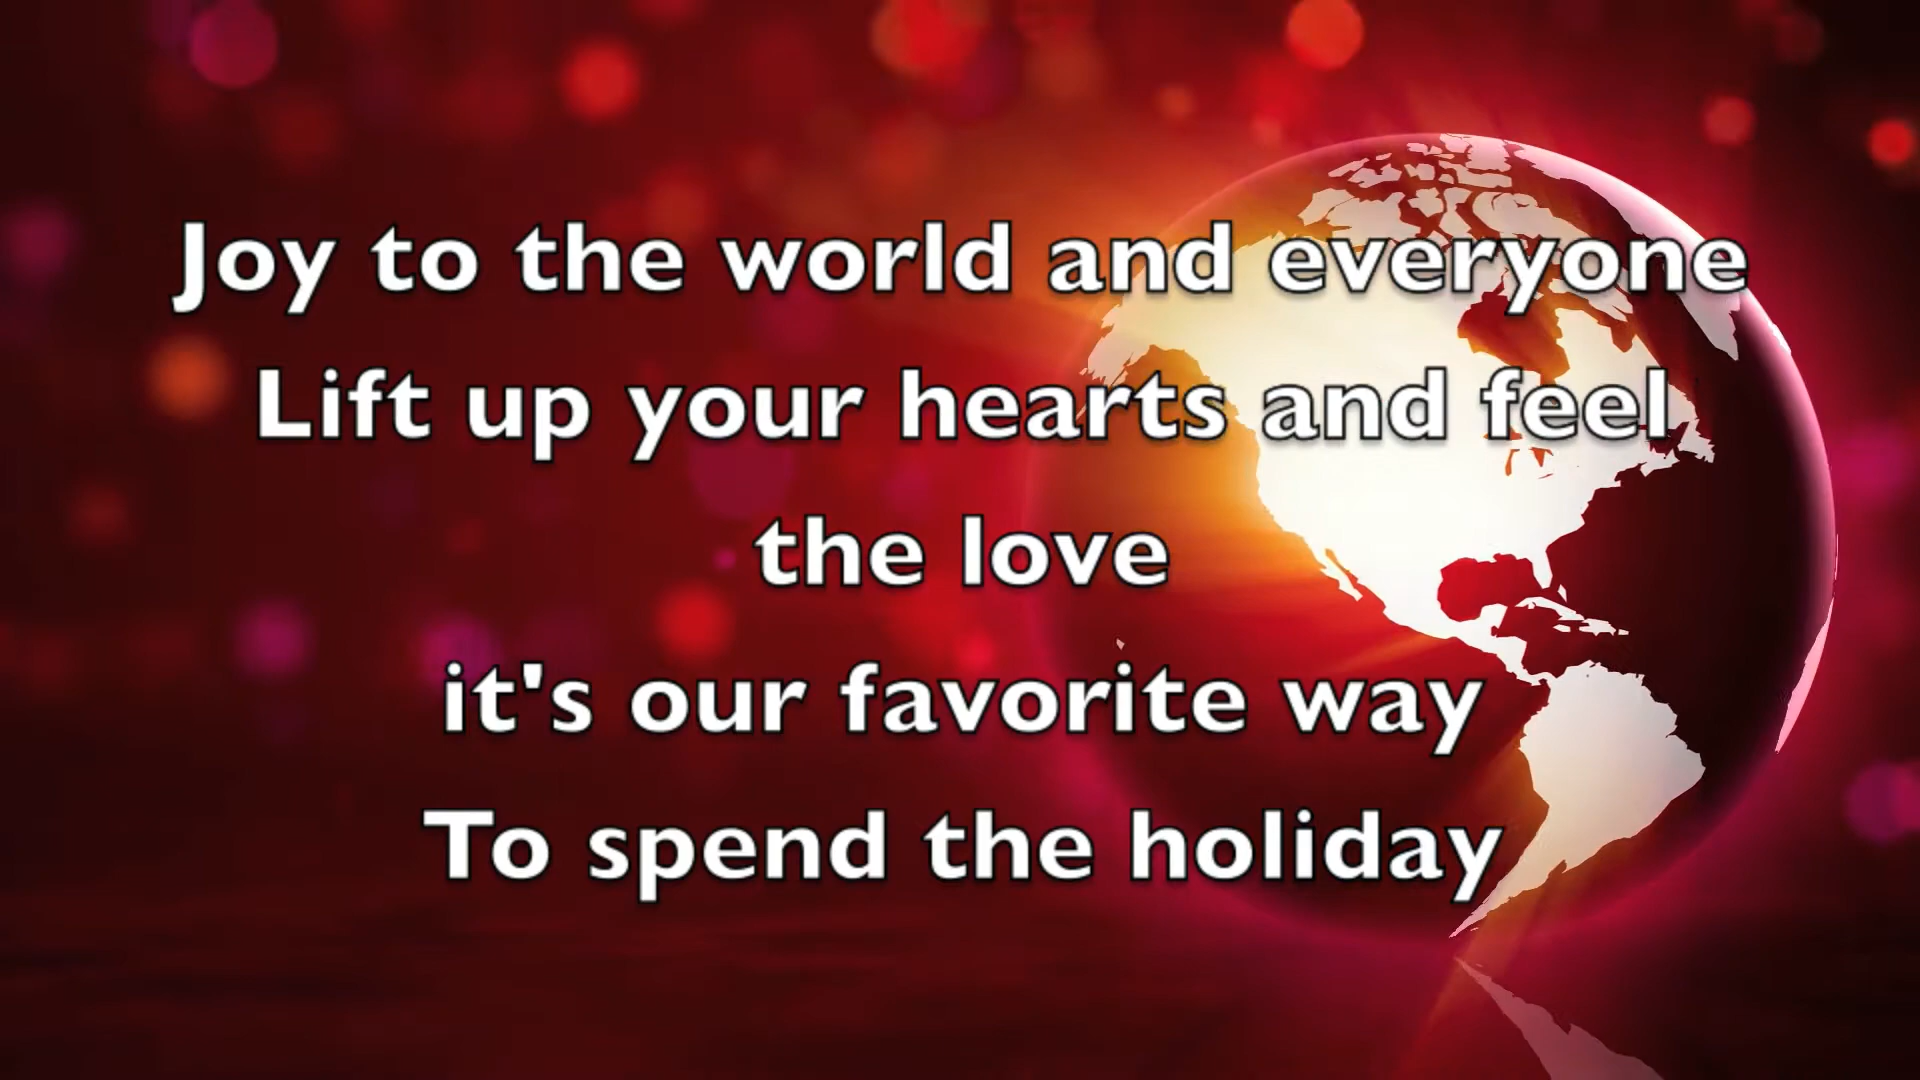 Joy to the world and everyone
Lift up your hearts and feel
the love
it's our favorite way
To spend the holiday